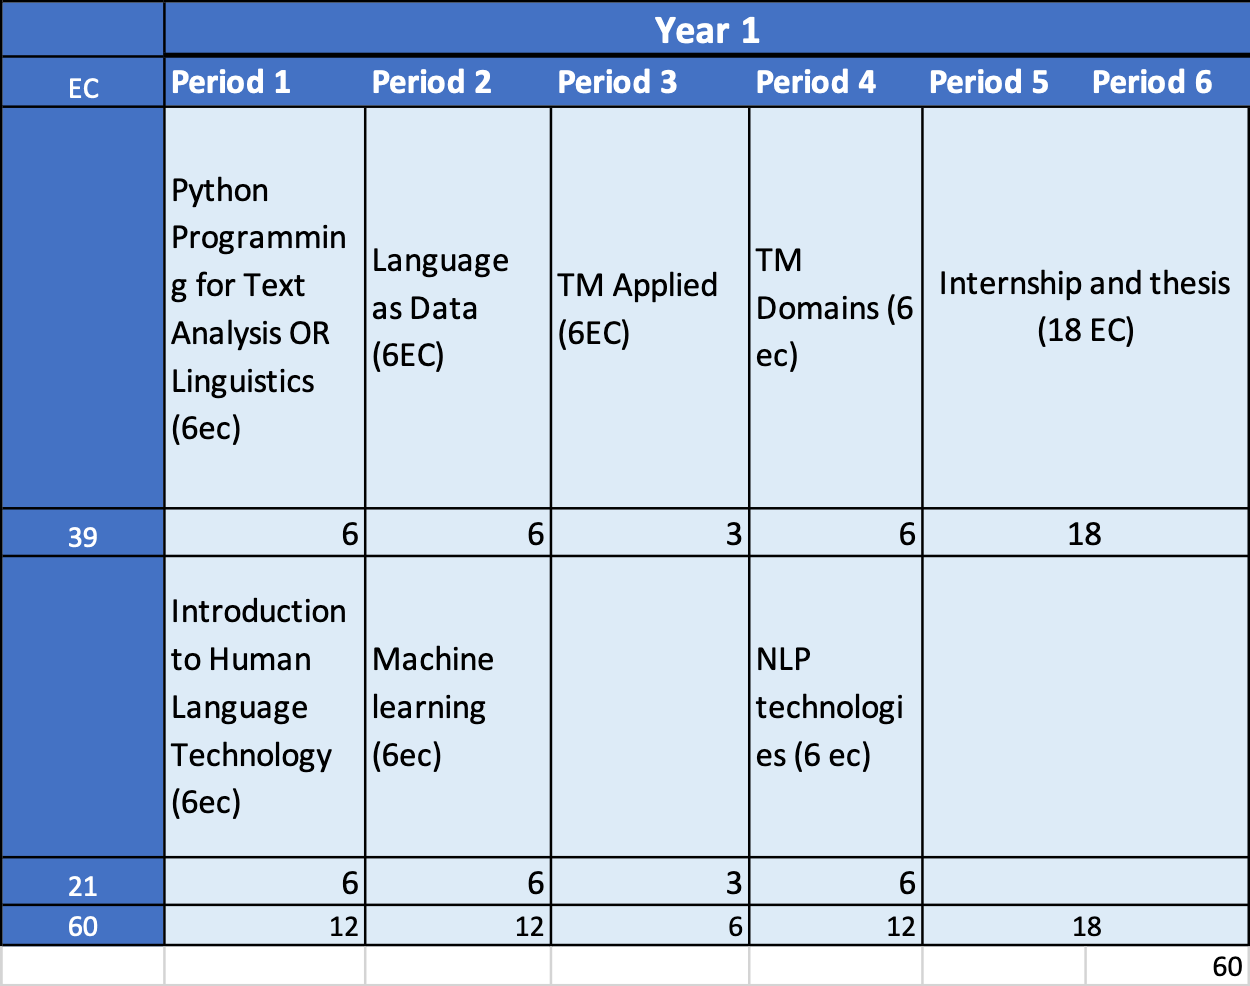 Year 1
EC Period 1 Period 2 Period 3 Period 4 Period 5 Period 6
Python
Programmin
g for Text
Analysis OR
Linguistics
(6ec)
Language
as Data
(6EC)
TM Applied
(6EC)
TM
Domains (6
ec)
Internship and thesis
(18 EC)
39 6 6 3 6 18
Introduction
to Human
Language
Technology
(6ec)
Machine
learning
(6ec)
NLP
technologi
es (6 ec)
21 6 6 3 6
60 12 12 6 12 18
60